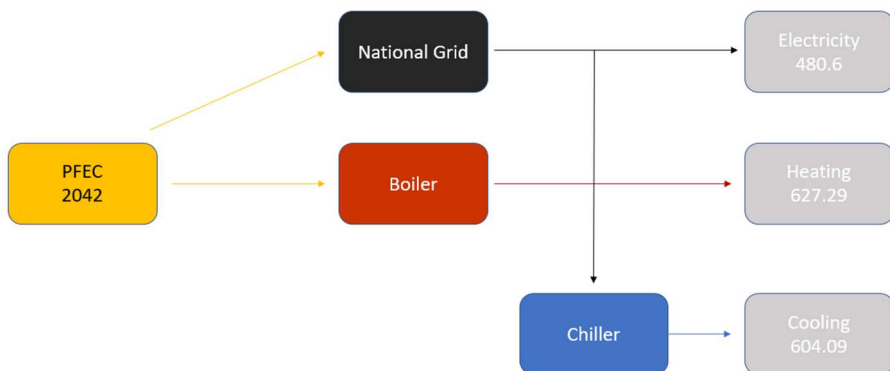 National Grid
Electricity
480.6
PFEC
2042
Boiler
Heating
627.29
Chiller
Cooling
604.09